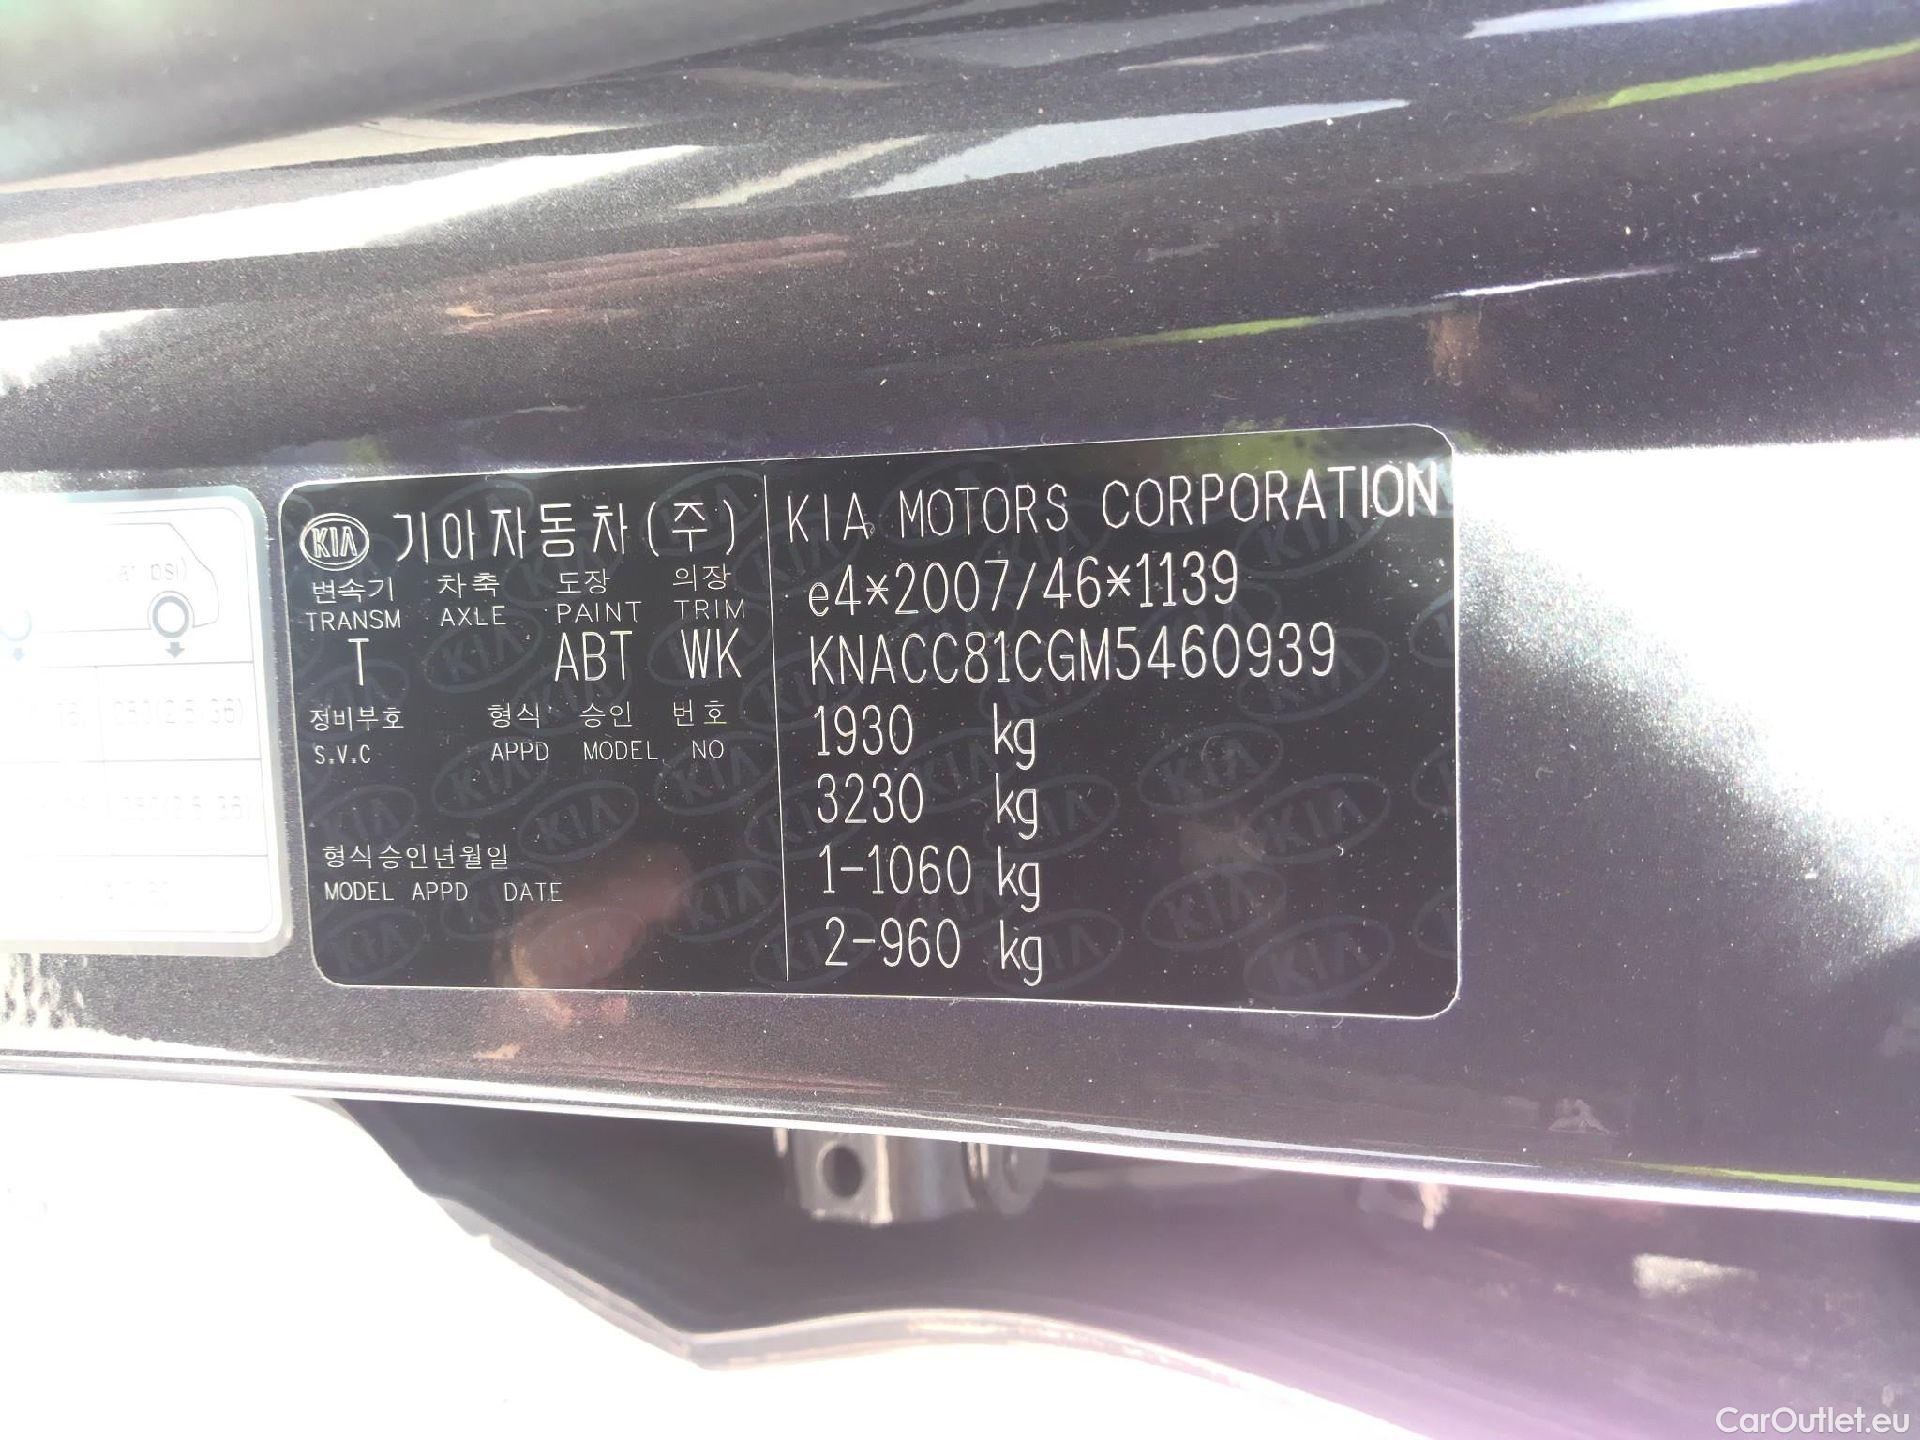 KIA 기아자동차(주)
변속기 차축 도장 의장
TRANSM AXLE PAINT TRIM
T ABT WK
정비부호 형식 승인 번호
S.V.C APPD MODEL NO
형식승인년월일
MODEL APPD DATE
KIA MOTORS CORPORATION
e4*2007/46*1139
KNACC81CGM5460939
1930 kg
3230 kg
1-1060 kg
2-960 kg
psi)
CarOutlet.eu